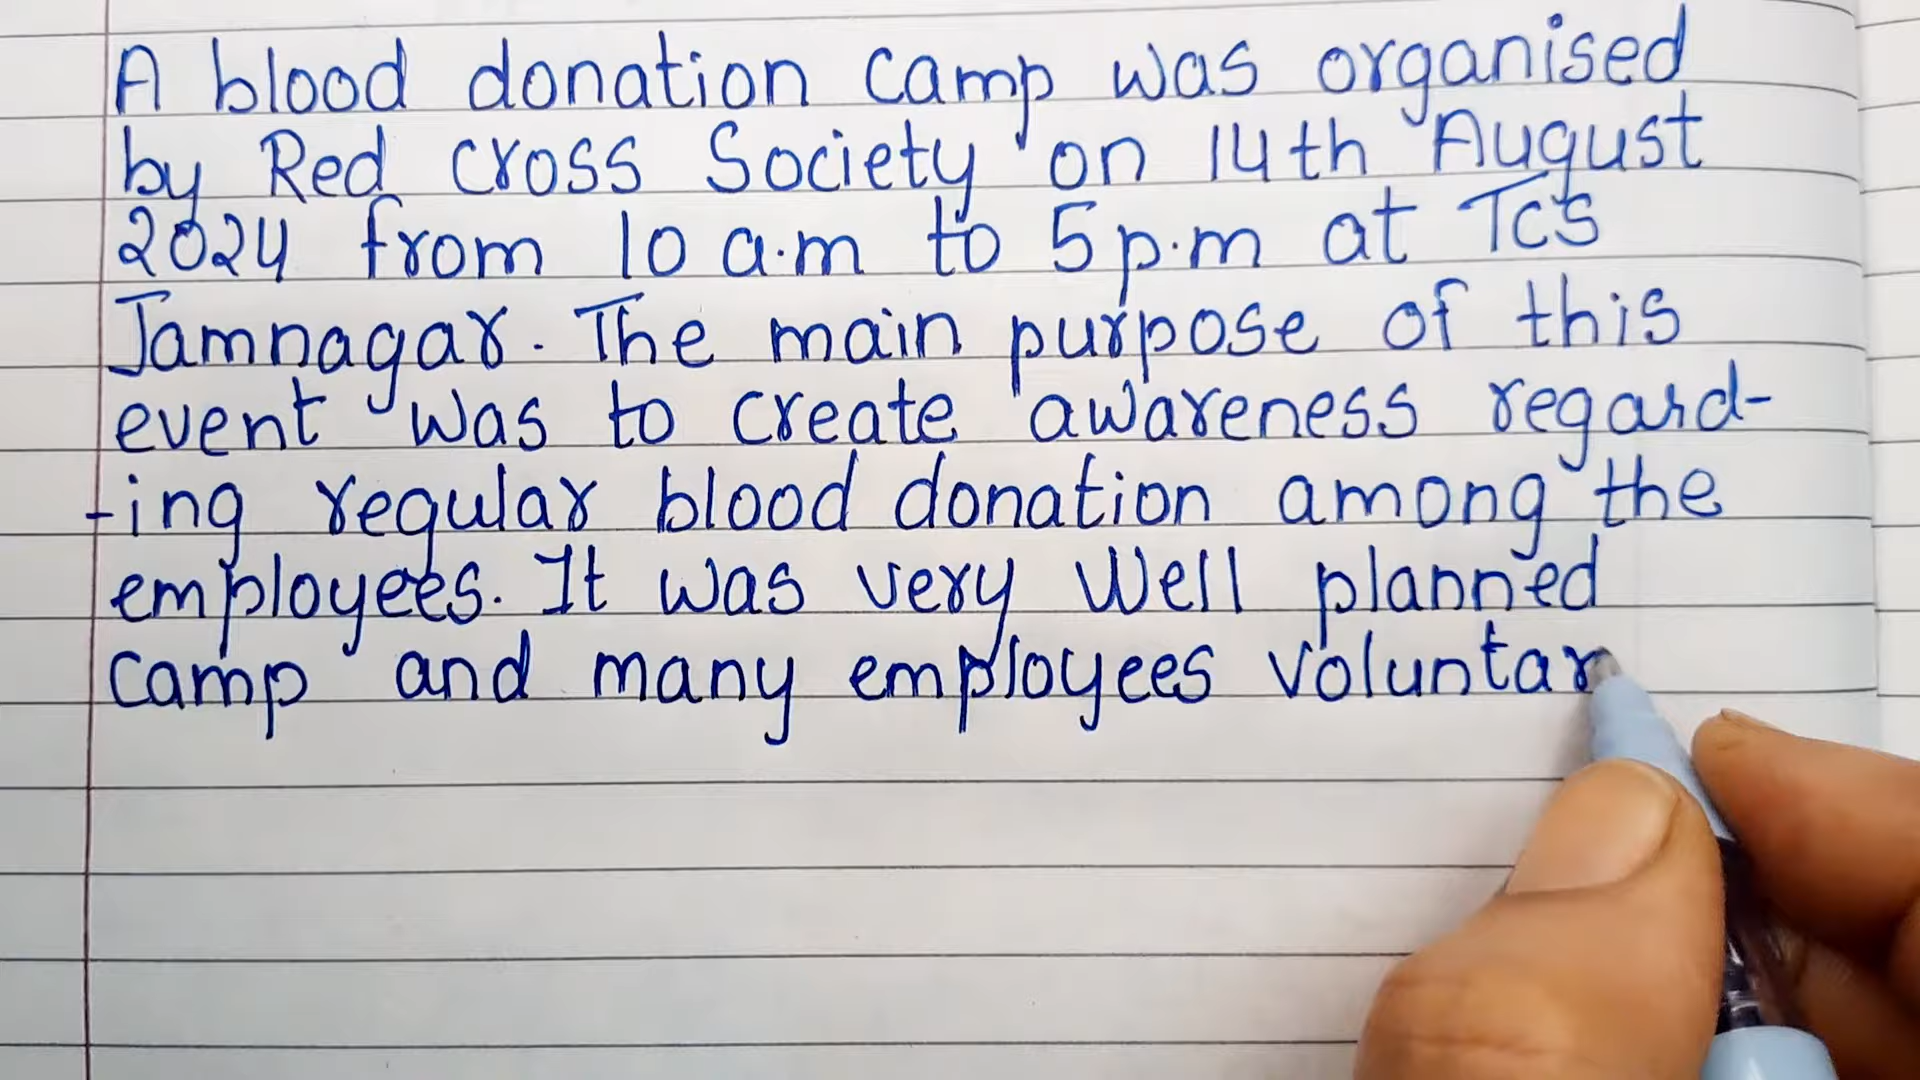 A blood donation camp was organised
by Red cross Society on 14th August
2024 from 10 a.m to 5 p.m at Tcs
Jamnagar. The main purpose of this
event was to create awareness regard-
-ing regular blood donation among the
employees. It was very well planned
camp and many employees voluntar